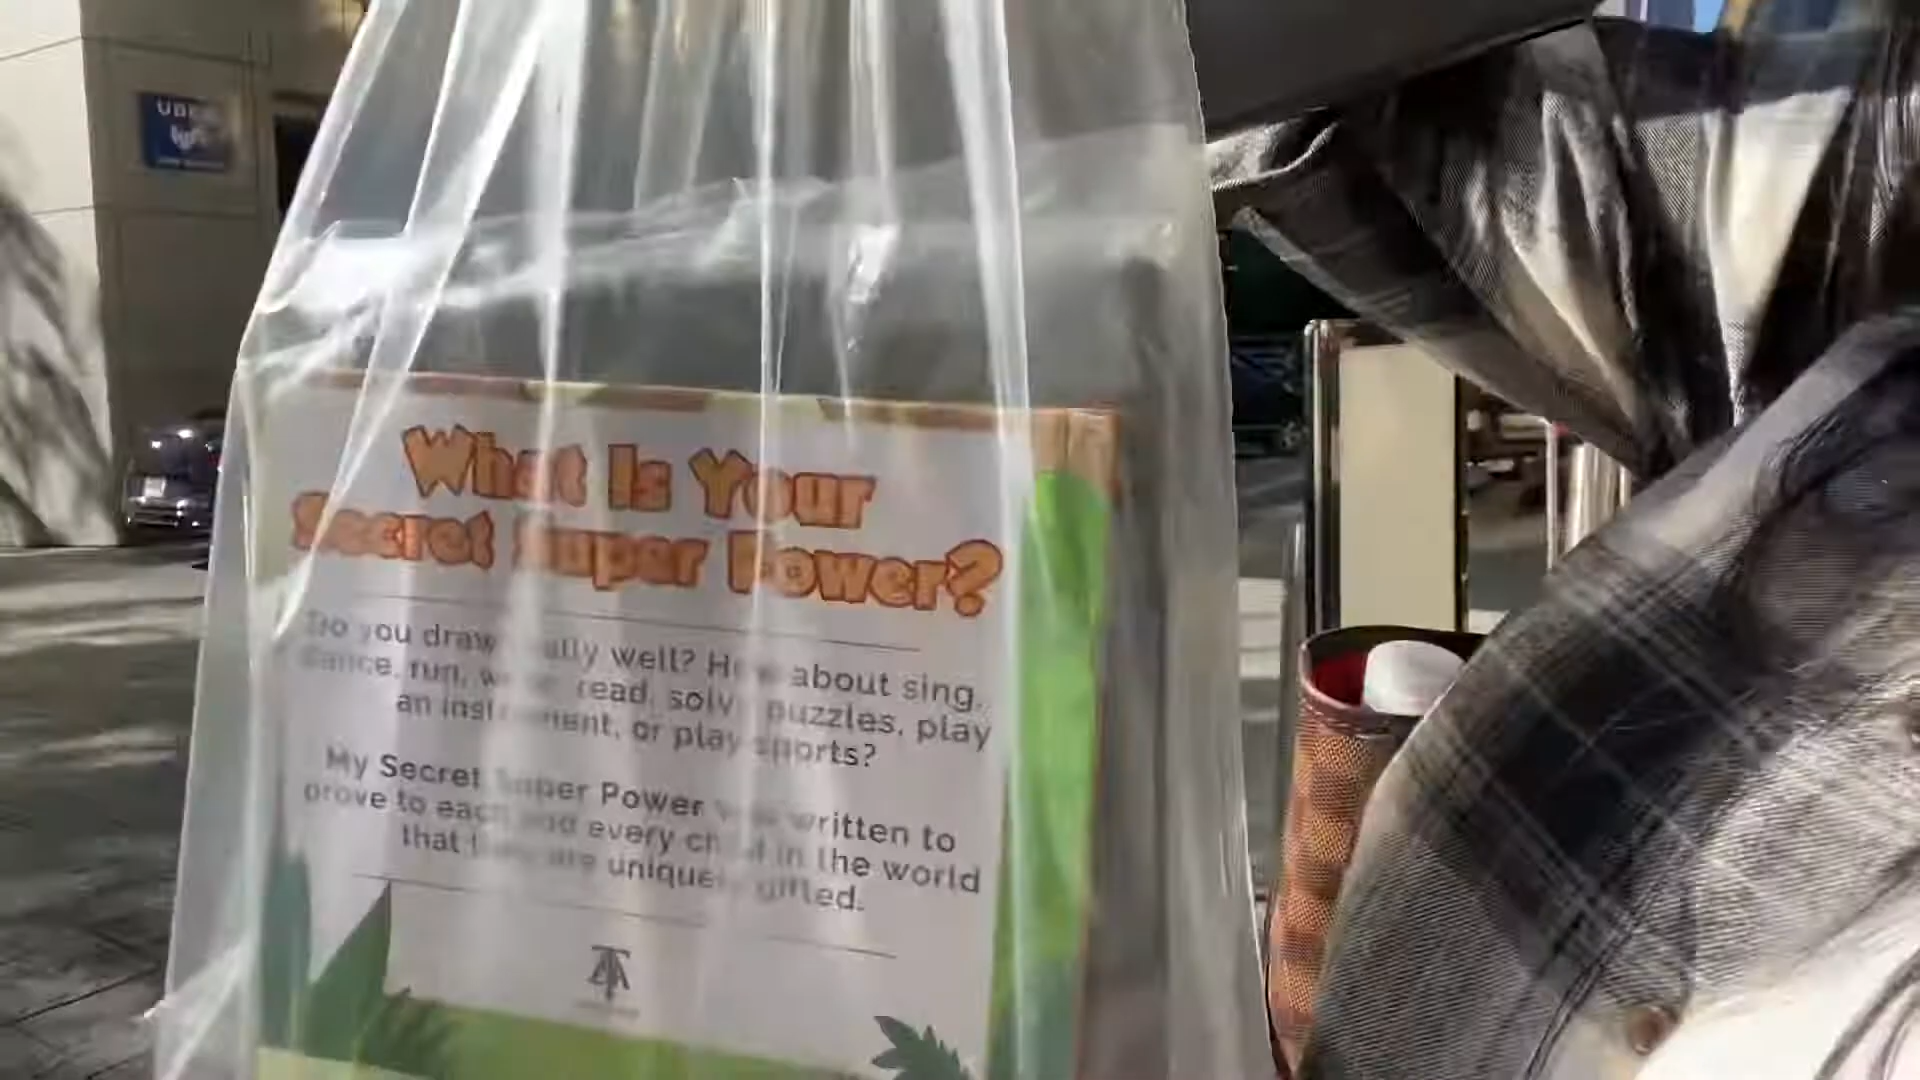 UBER
lyft
What Is Your
Secret Super Power?
Do you draw really well? How about sing,
dance, run, read, solve puzzles, play
an instrument, or play sports?
My Secret Super Power was written to
prove to each and every child in the world
that they are uniquely gifted.